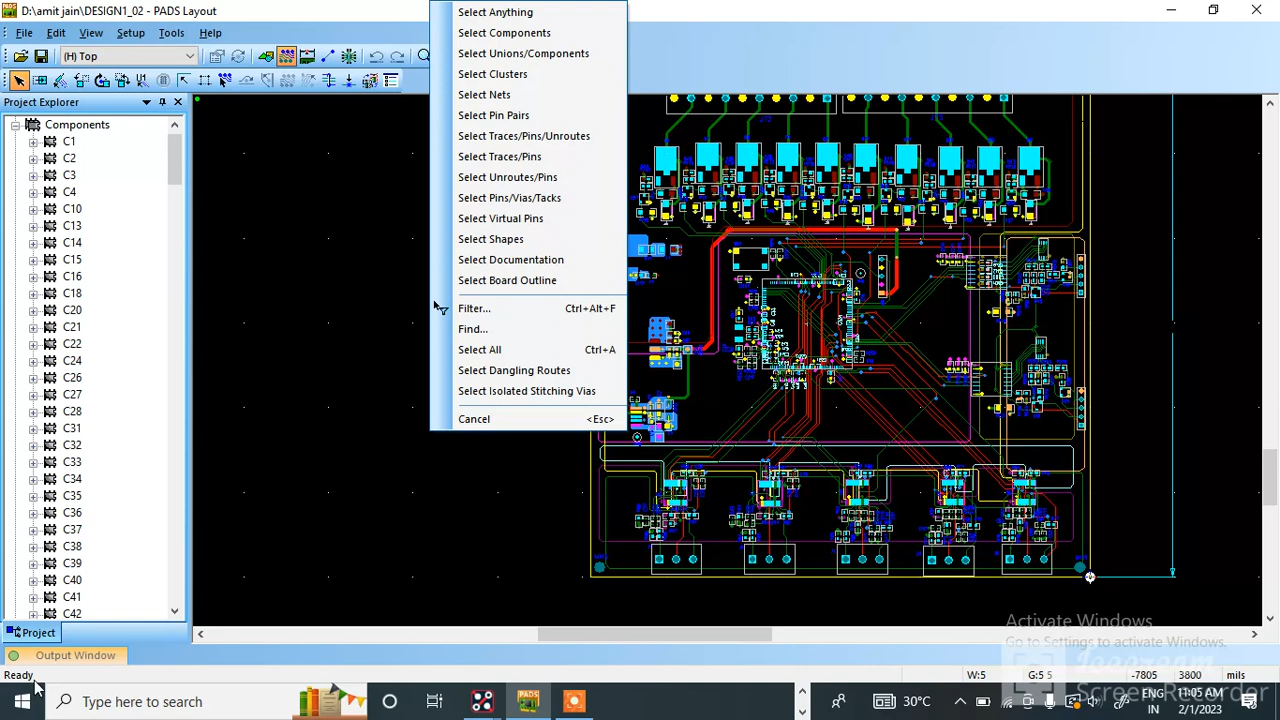 D:\amit jain\DESIGN1_02 - PADS Layout
File Edit View Setup Tools Help
(H) Top
Project Explorer
Components
C1
C2
C3
C4
C10
C13
C14
C15
C16
C18
C20
C21
C22
C24
C26
C27
C28
C31
C32
C33
C34
C35
C36
C37
C38
C39
C40
C41
C42
Select Anything
Select Components
Select Unions/Components
Select Clusters
Select Nets
Select Pin Pairs
Select Traces/Pins/Unroutes
Select Traces/Pins
Select Unroutes/Pins
Select Pins/Vias/Tacks
Select Virtual Pins
Select Shapes
Select Documentation
Select Board Outline
Filter... Ctrl+Alt+F
Find...
Select All Ctrl+A
Select Dangling Routes
Select Isolated Stitching Vias
Cancel <Esc>
Project
Output Window
Activate Windows
Go to Settings to activate Windows.
Icecream
Screen Recorder
Ready
W:5 G:5 5 -7805 3800 mils
Type here to search
30°C
ENG
IN
11:05 AM
2/1/2023